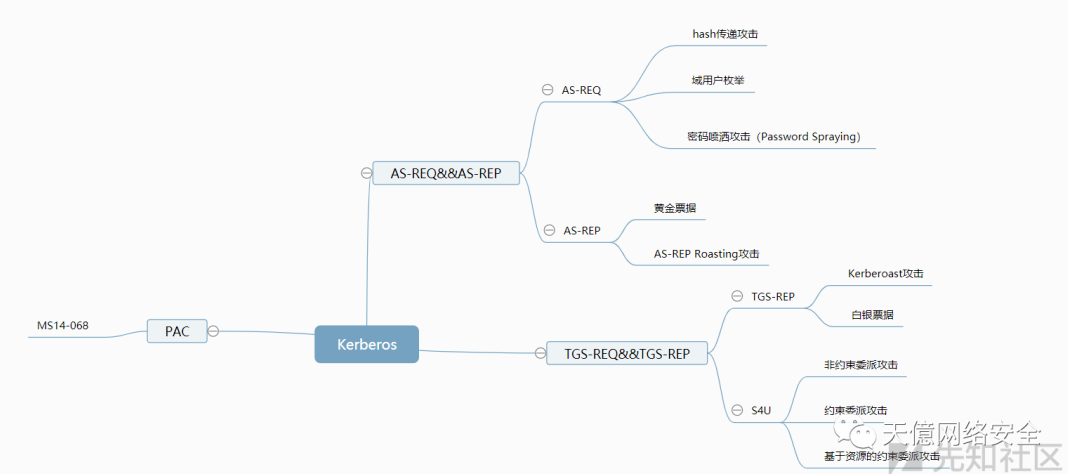 hash传递攻击
域用户枚举
AS-REQ
密码喷洒攻击（Password Spraying）
AS-REQ&&AS-REP
黄金票据
AS-REP
AS-REP Roasting攻击
Kerberoast攻击
TGS-REP
白银票据
MS14-068
PAC
Kerberos
TGS-REQ&&TGS-REP
非约束委派攻击
S4U
约束委派攻击
基于资源的约束委派攻击
天億网络安全
先知社区